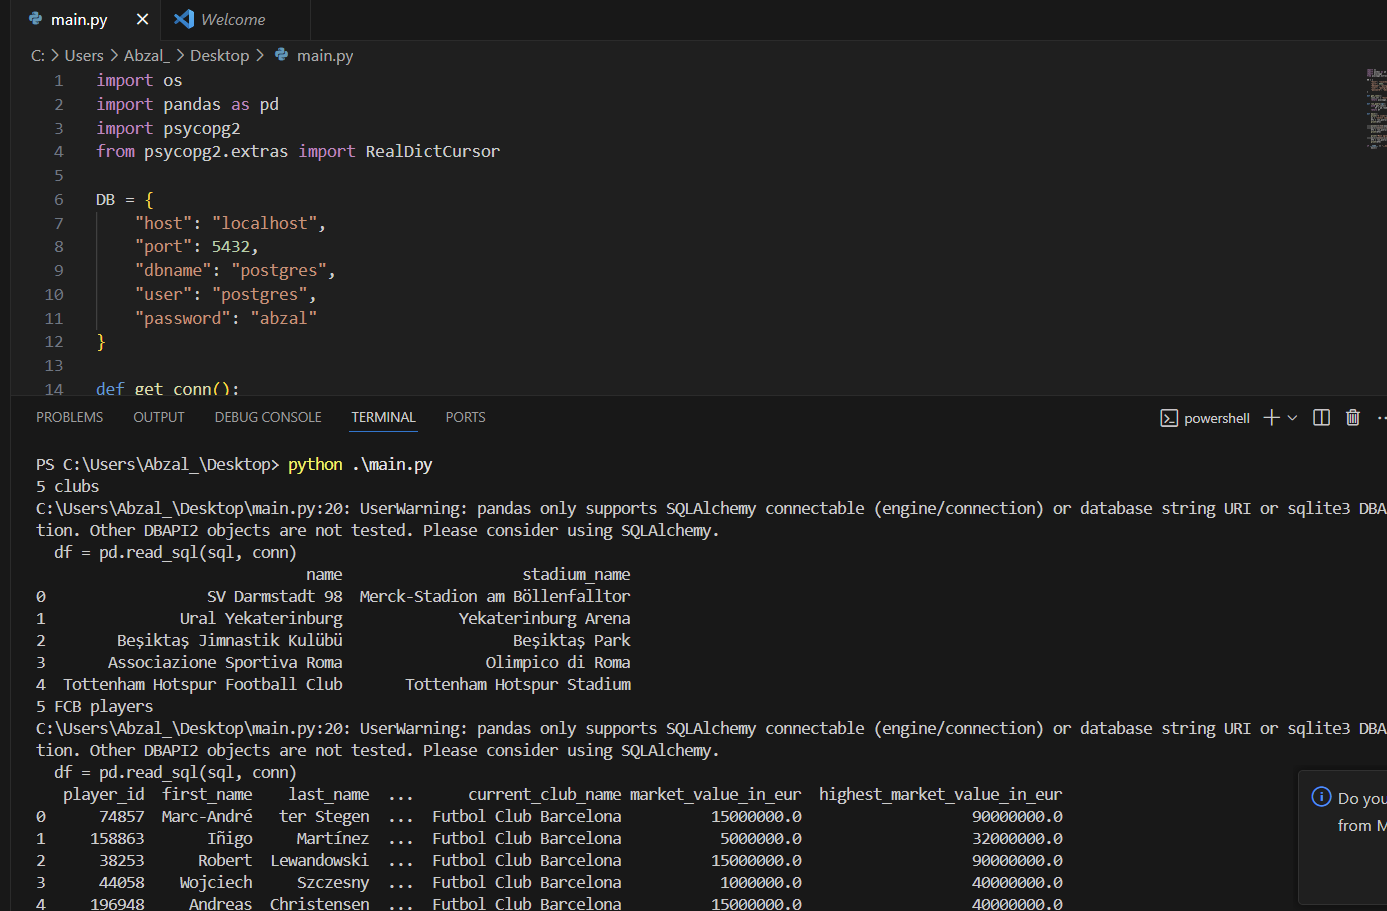 main.py Welcome
C: > Users > Abzal_ > Desktop > main.py
1 import os
2 import pandas as pd
3 import psycopg2
4 from psycopg2.extras import RealDictCursor
5
6 DB = {
7 "host": "localhost",
8 "port": 5432,
9 "dbname": "postgres",
10 "user": "postgres",
11 "password": "abzal"
12 }
13
14 def get_conn():
PROBLEMS OUTPUT DEBUG CONSOLE TERMINAL PORTS powershell
PS C:\Users\Abzal_\Desktop> python .\main.py
5 clubs
C:\Users\Abzal_\Desktop\main.py:20: UserWarning: pandas only supports SQLAlchemy connectable (engine/connection) or database string URI or sqlite3 DBA
tion. Other DBAPI2 objects are not tested. Please consider using SQLAlchemy.
df = pd.read_sql(sql, conn)
name stadium_name
0 SV Darmstadt 98 Merck-Stadion am Böllenfalltor
1 Ural Yekaterinburg Yekaterinburg Arena
2 Beşiktaş Jimnastik Kulübü Beşiktaş Park
3 Associazione Sportiva Roma Olimpico di Roma
4 Tottenham Hotspur Football Club Tottenham Hotspur Stadium
5 FCB players
C:\Users\Abzal_\Desktop\main.py:20: UserWarning: pandas only supports SQLAlchemy connectable (engine/connection) or database string URI or sqlite3 DBA
tion. Other DBAPI2 objects are not tested. Please consider using SQLAlchemy.
df = pd.read_sql(sql, conn)
player_id first_name last_name ... current_club_name market_value_in_eur highest_market_value_in_eur
0 74857 Marc-André ter Stegen ... Futbol Club Barcelona 15000000.0 90000000.0
1 158863 Iñigo Martínez ... Futbol Club Barcelona 5000000.0 32000000.0
2 38253 Robert Lewandowski ... Futbol Club Barcelona 15000000.0 90000000.0
3 44058 Wojciech Szczesny ... Futbol Club Barcelona 1000000.0 40000000.0
4 196948 Andreas Christensen ... Futbol Club Barcelona 15000000.0 40000000.0
Do you
from M